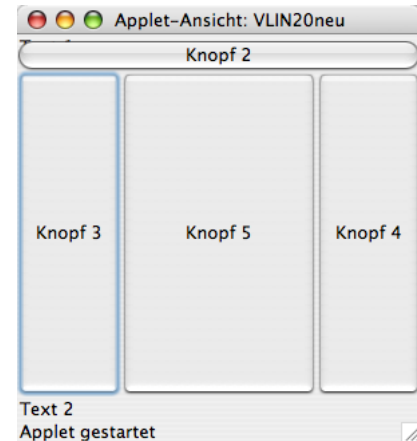 Applet-Ansicht: VLIN20neu
Knopf 2
Knopf 3
Knopf 5
Knopf 4
Text 2
Applet gestartet